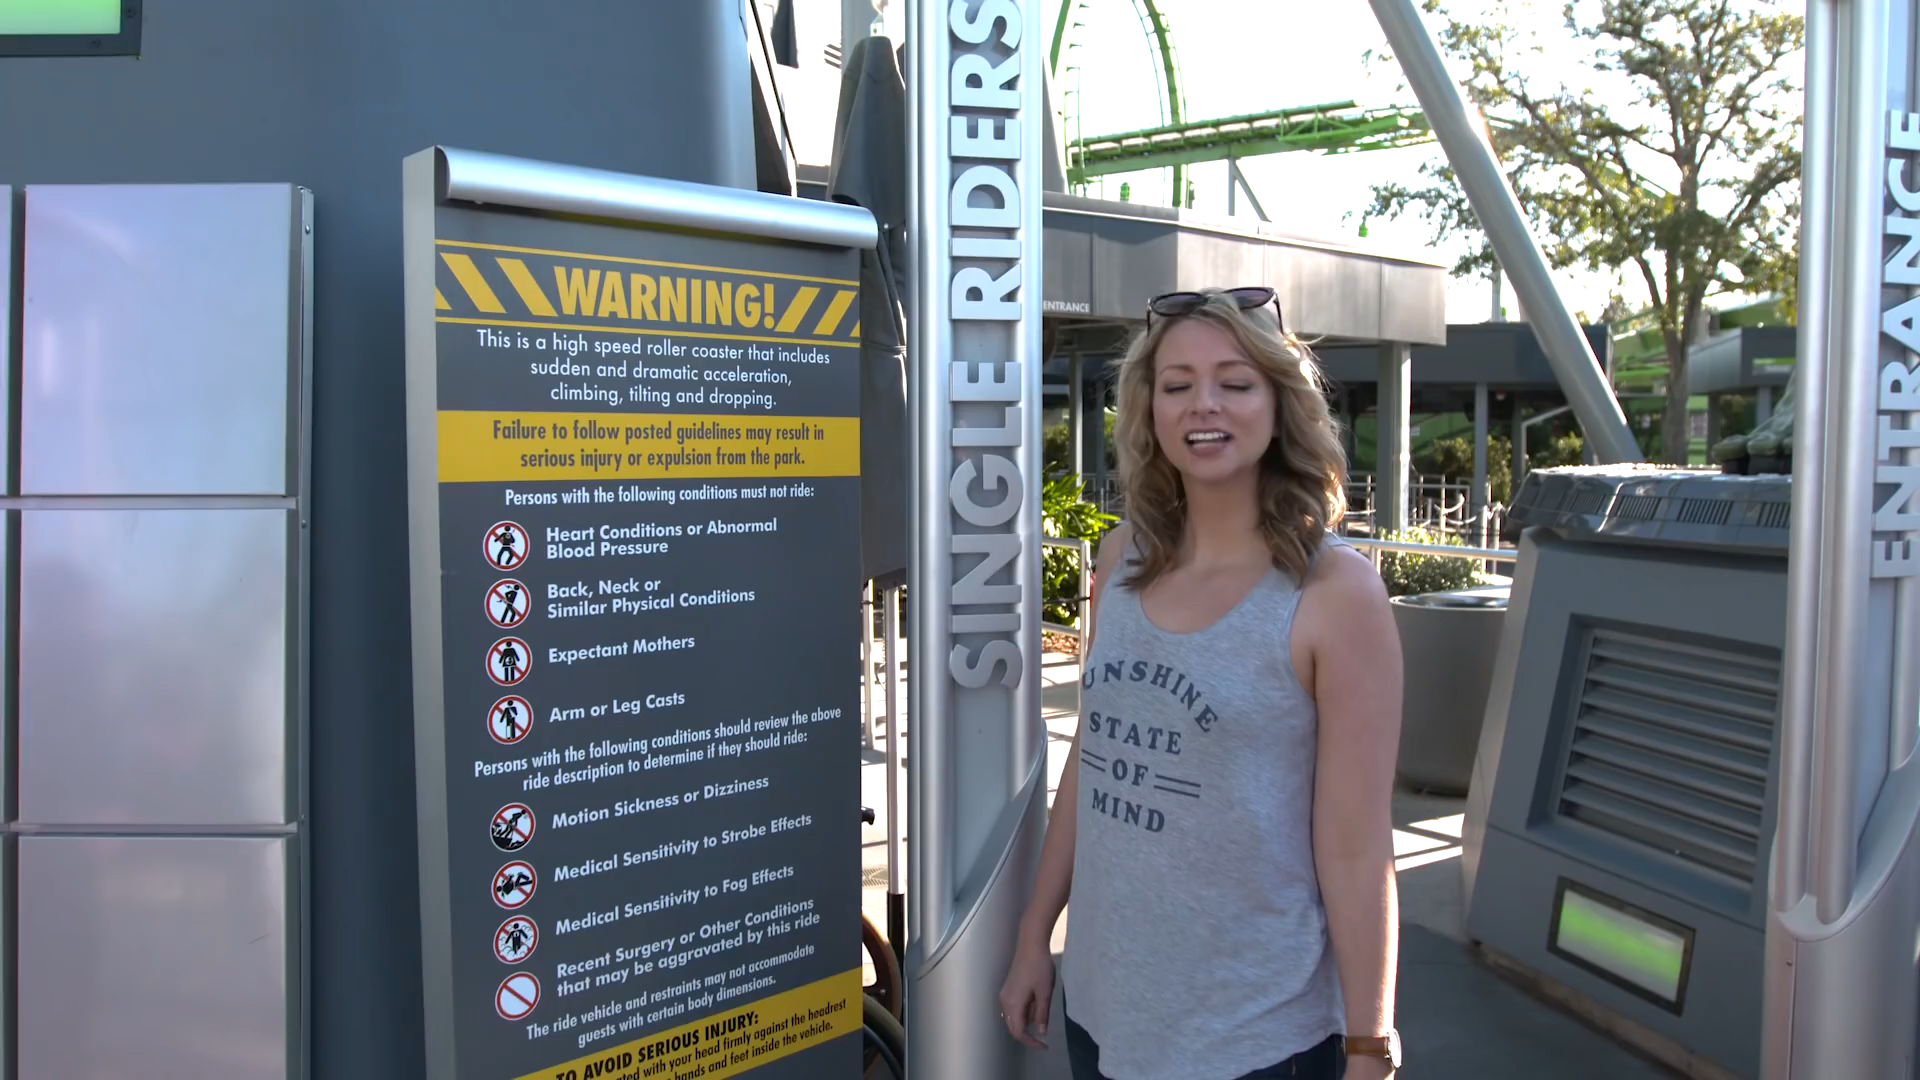 WARNING!
This is a high speed roller coaster that includes
sudden and dramatic acceleration,
climbing, tilting and dropping.
Failure to follow posted guidelines may result in
serious injury or expulsion from the park.
Persons with the following conditions must not ride:
Heart Conditions or Abnormal
Blood Pressure
Back, Neck or
Similar Physical Conditions
Expectant Mothers
Arm or Leg Casts
Persons with the following conditions should review the above
ride description to determine if they should ride:
Motion Sickness or Dizziness
Medical Sensitivity to Strobe Effects
Medical Sensitivity to Fog Effects
Recent Surgery or Other Conditions
that may be aggravated by this ride
The ride vehicle and restraints may not accommodate
guests with certain body dimensions.
TO AVOID SERIOUS INJURY:
with your head firmly against the headrest
hands and feet inside the vehicle.
SINGLE RIDERS
ENTRANCE
UNSHINE
STATE
OF
MIND
ENTRANCE